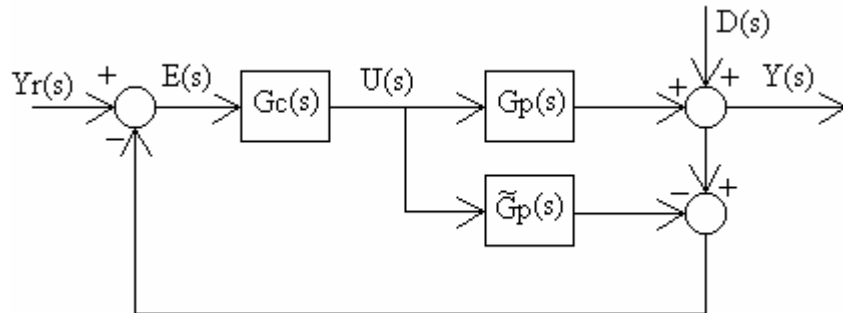 D(s)
Yr(s)
+
E(s)
Gc(s)
U(s)
Gp(s)
+
+
Y(s)
−
G̃p(s)
−
+